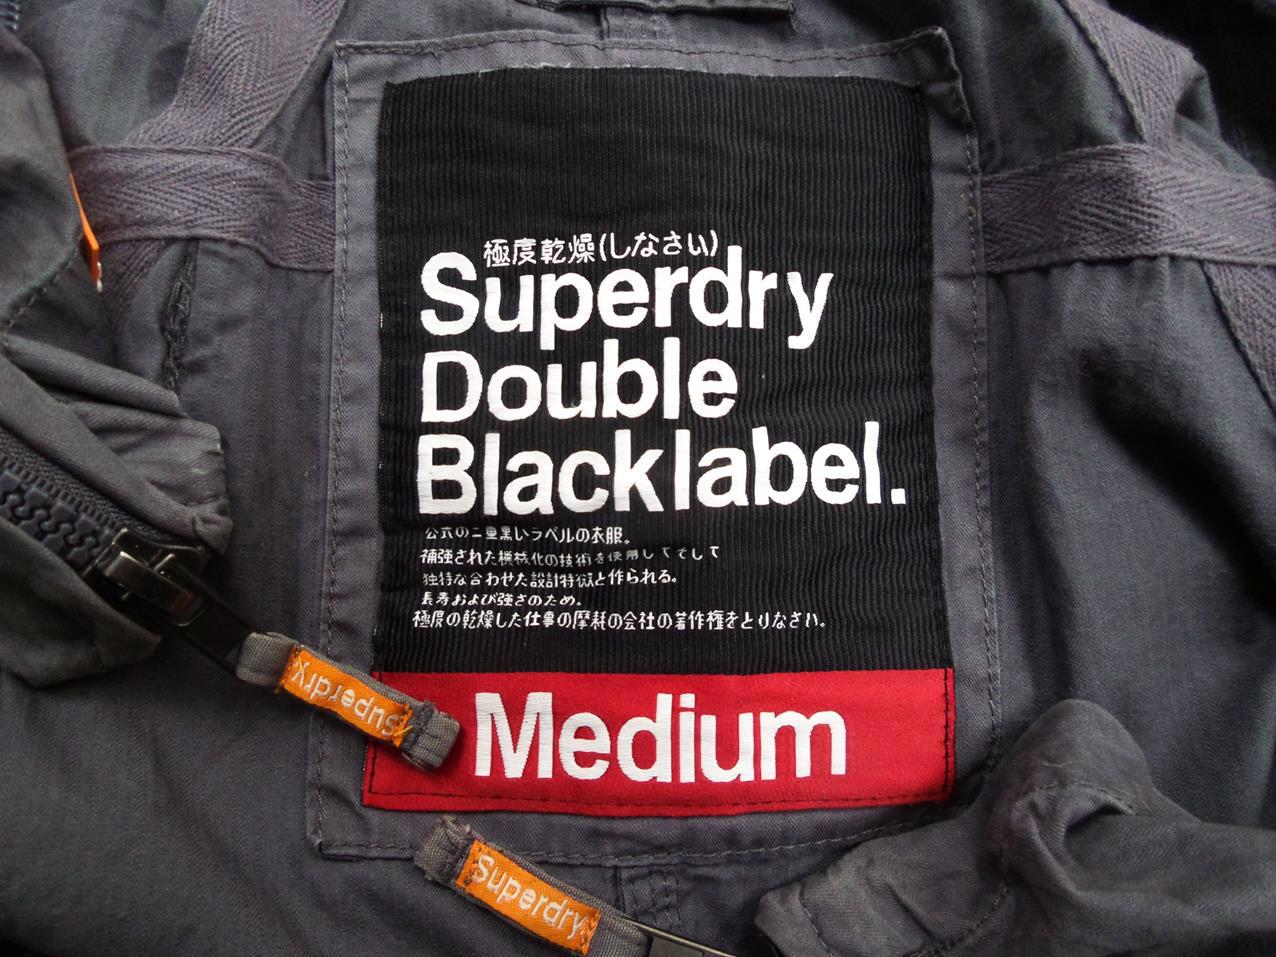 極度乾燥(しなさい)
Superdry
Double
Black label.
公式の二重黒いラベルの衣服。
補強された機械化の技術を使用してそして
独特な合わせた設計特徴と作られる。
長寿および強さのため。
極度の乾燥した仕事の摩耗の会社の著作権をとりなさい。
Medium
Superdry
Superdry